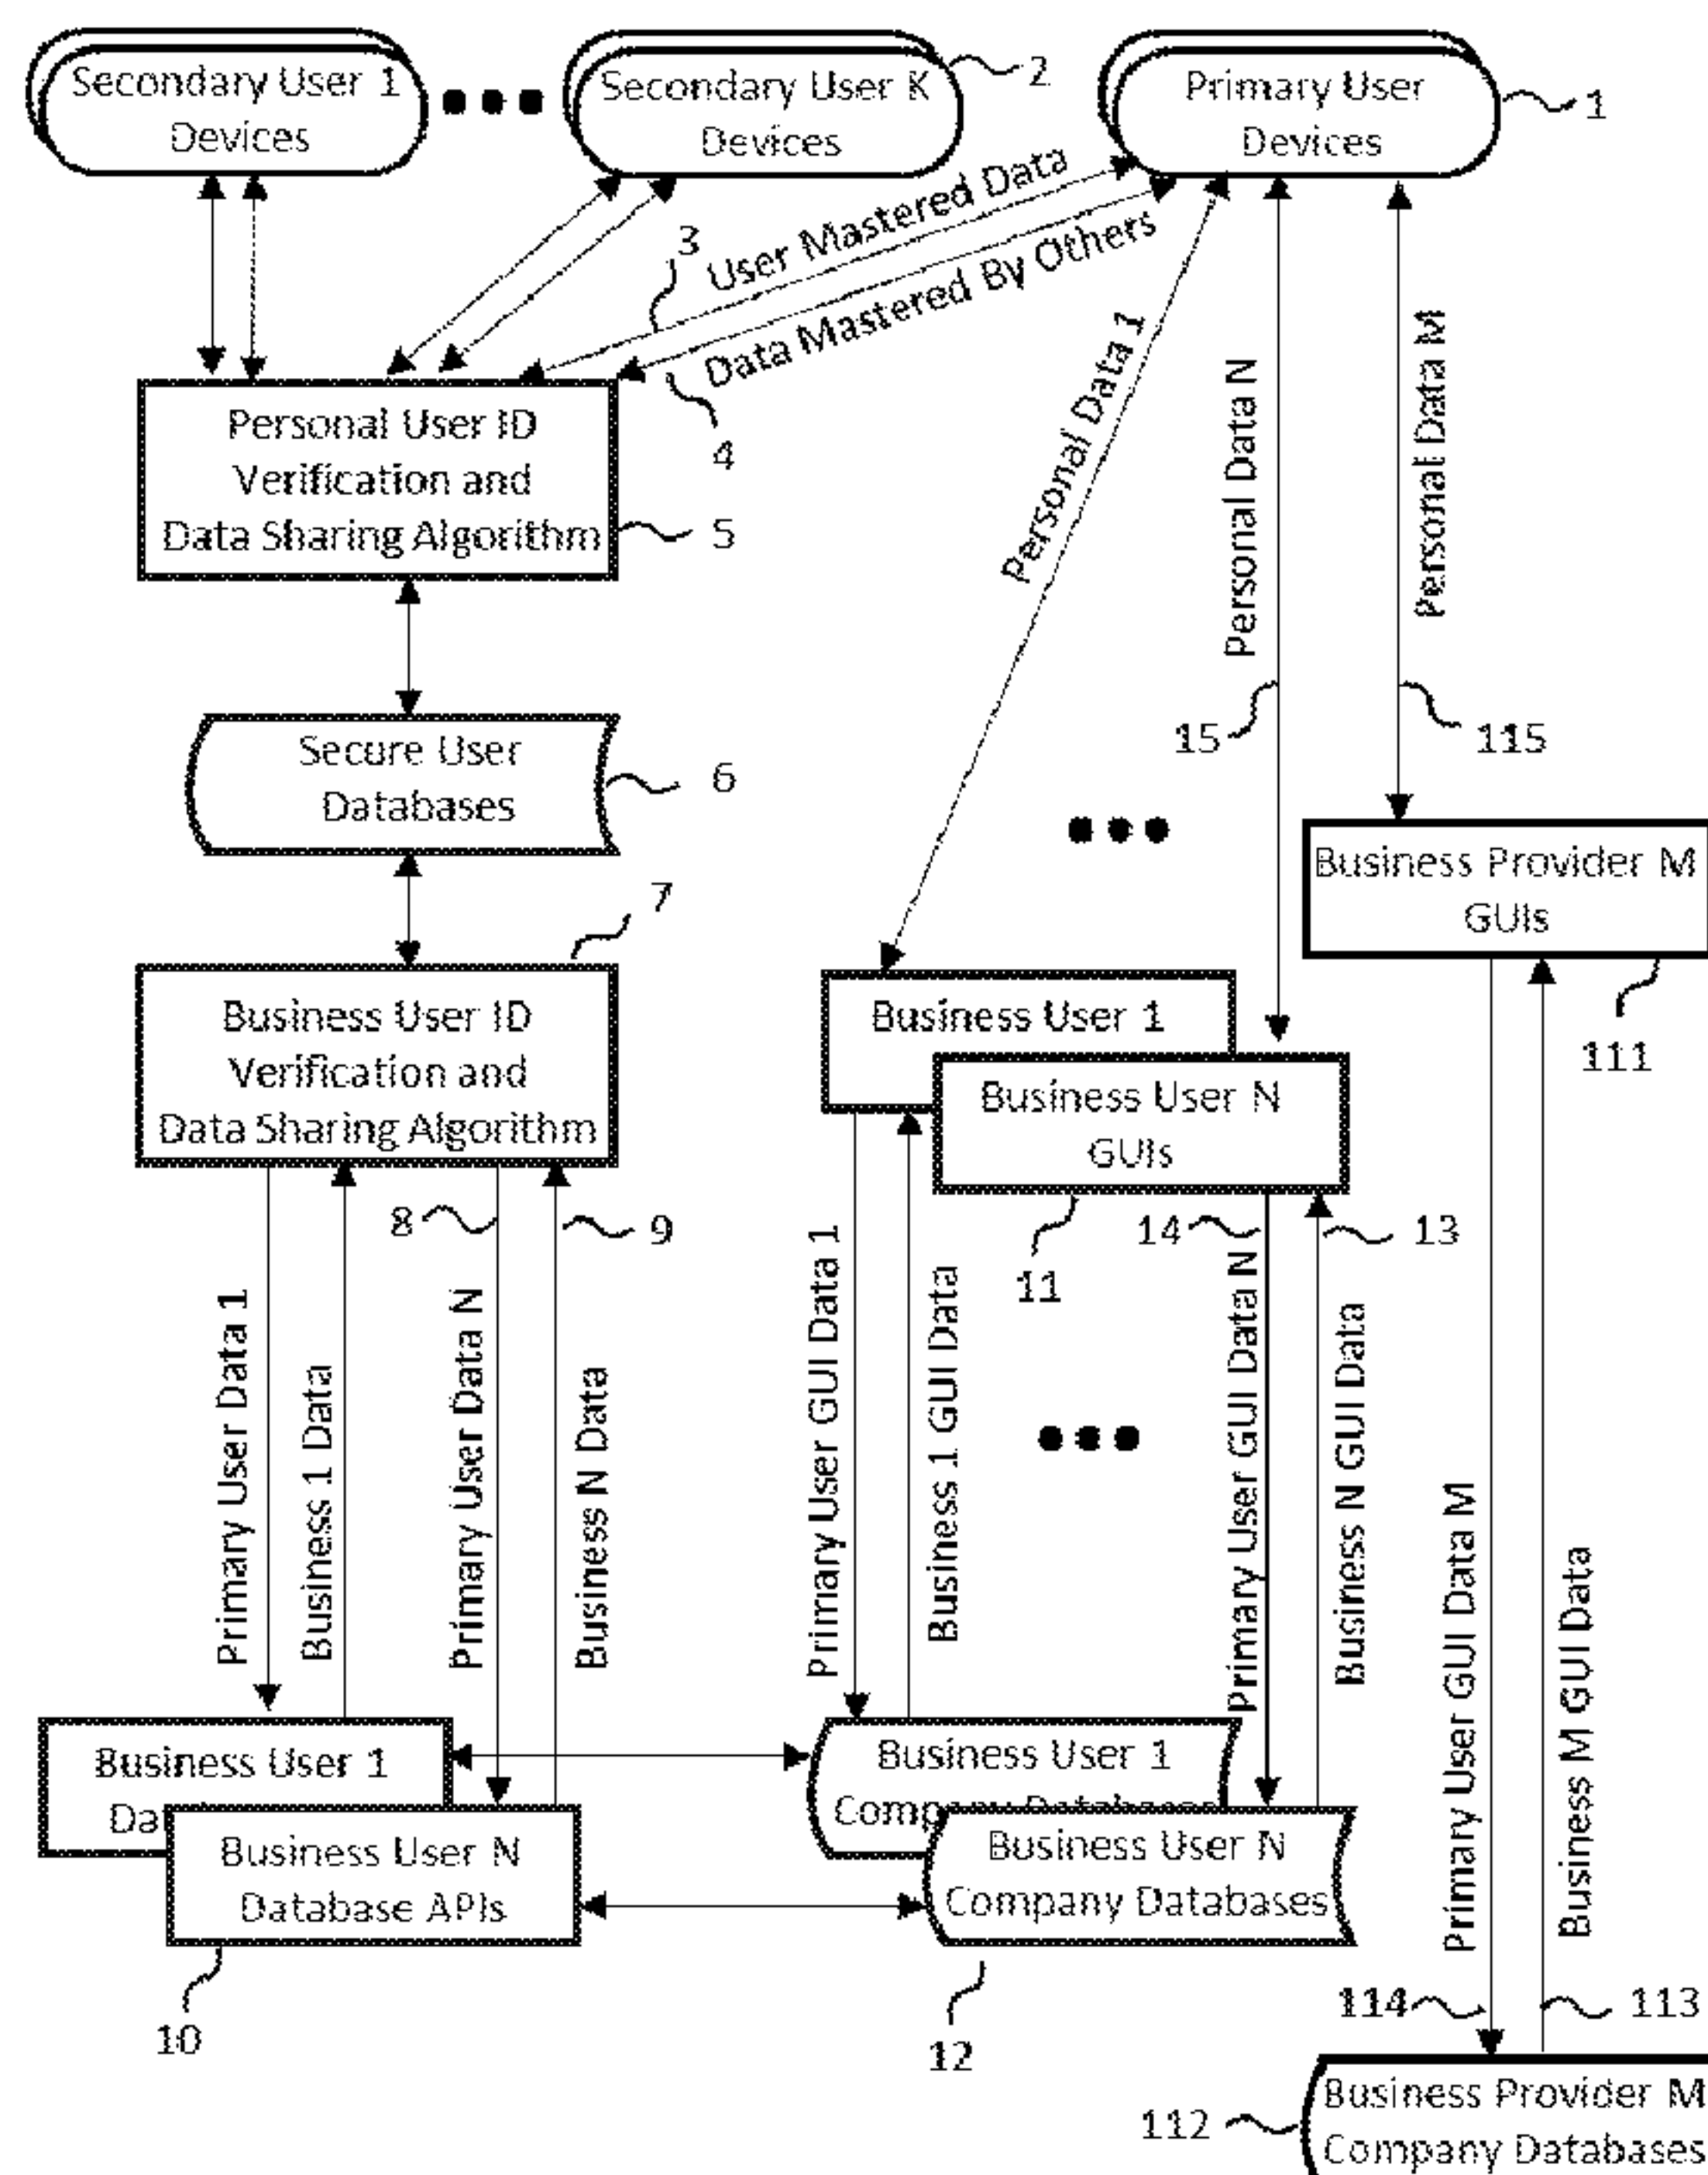 Secondary User 1
Devices
Secondary User K
Devices
2
Primary User
Devices
1
3
User Mastered Data
Data Mastered By Others
4
Personal Data 1
Personal Data N
Personal Data M
Personal User ID
Verification and
Data Sharing Algorithm
5
15
115
Secure User
Databases
6
Business Provider M
GUIs
111
7
Business User ID
Verification and
Data Sharing Algorithm
Business User 1
Business User N
GUIs
11
8
9
14
13
Primary User Data 1
Business 1 Data
Primary User Data N
Business N Data
Primary User GUI Data 1
Business 1 GUI Data
Primary User GUI Data N
Business N GUI Data
Primary User GUI Data M
Business M GUI Data
Business User 1
Business User N
Database APIs
10
Business User 1
Company Databases
Business User N
Company Databases
12
114
113
112
Business Provider M
Company Databases